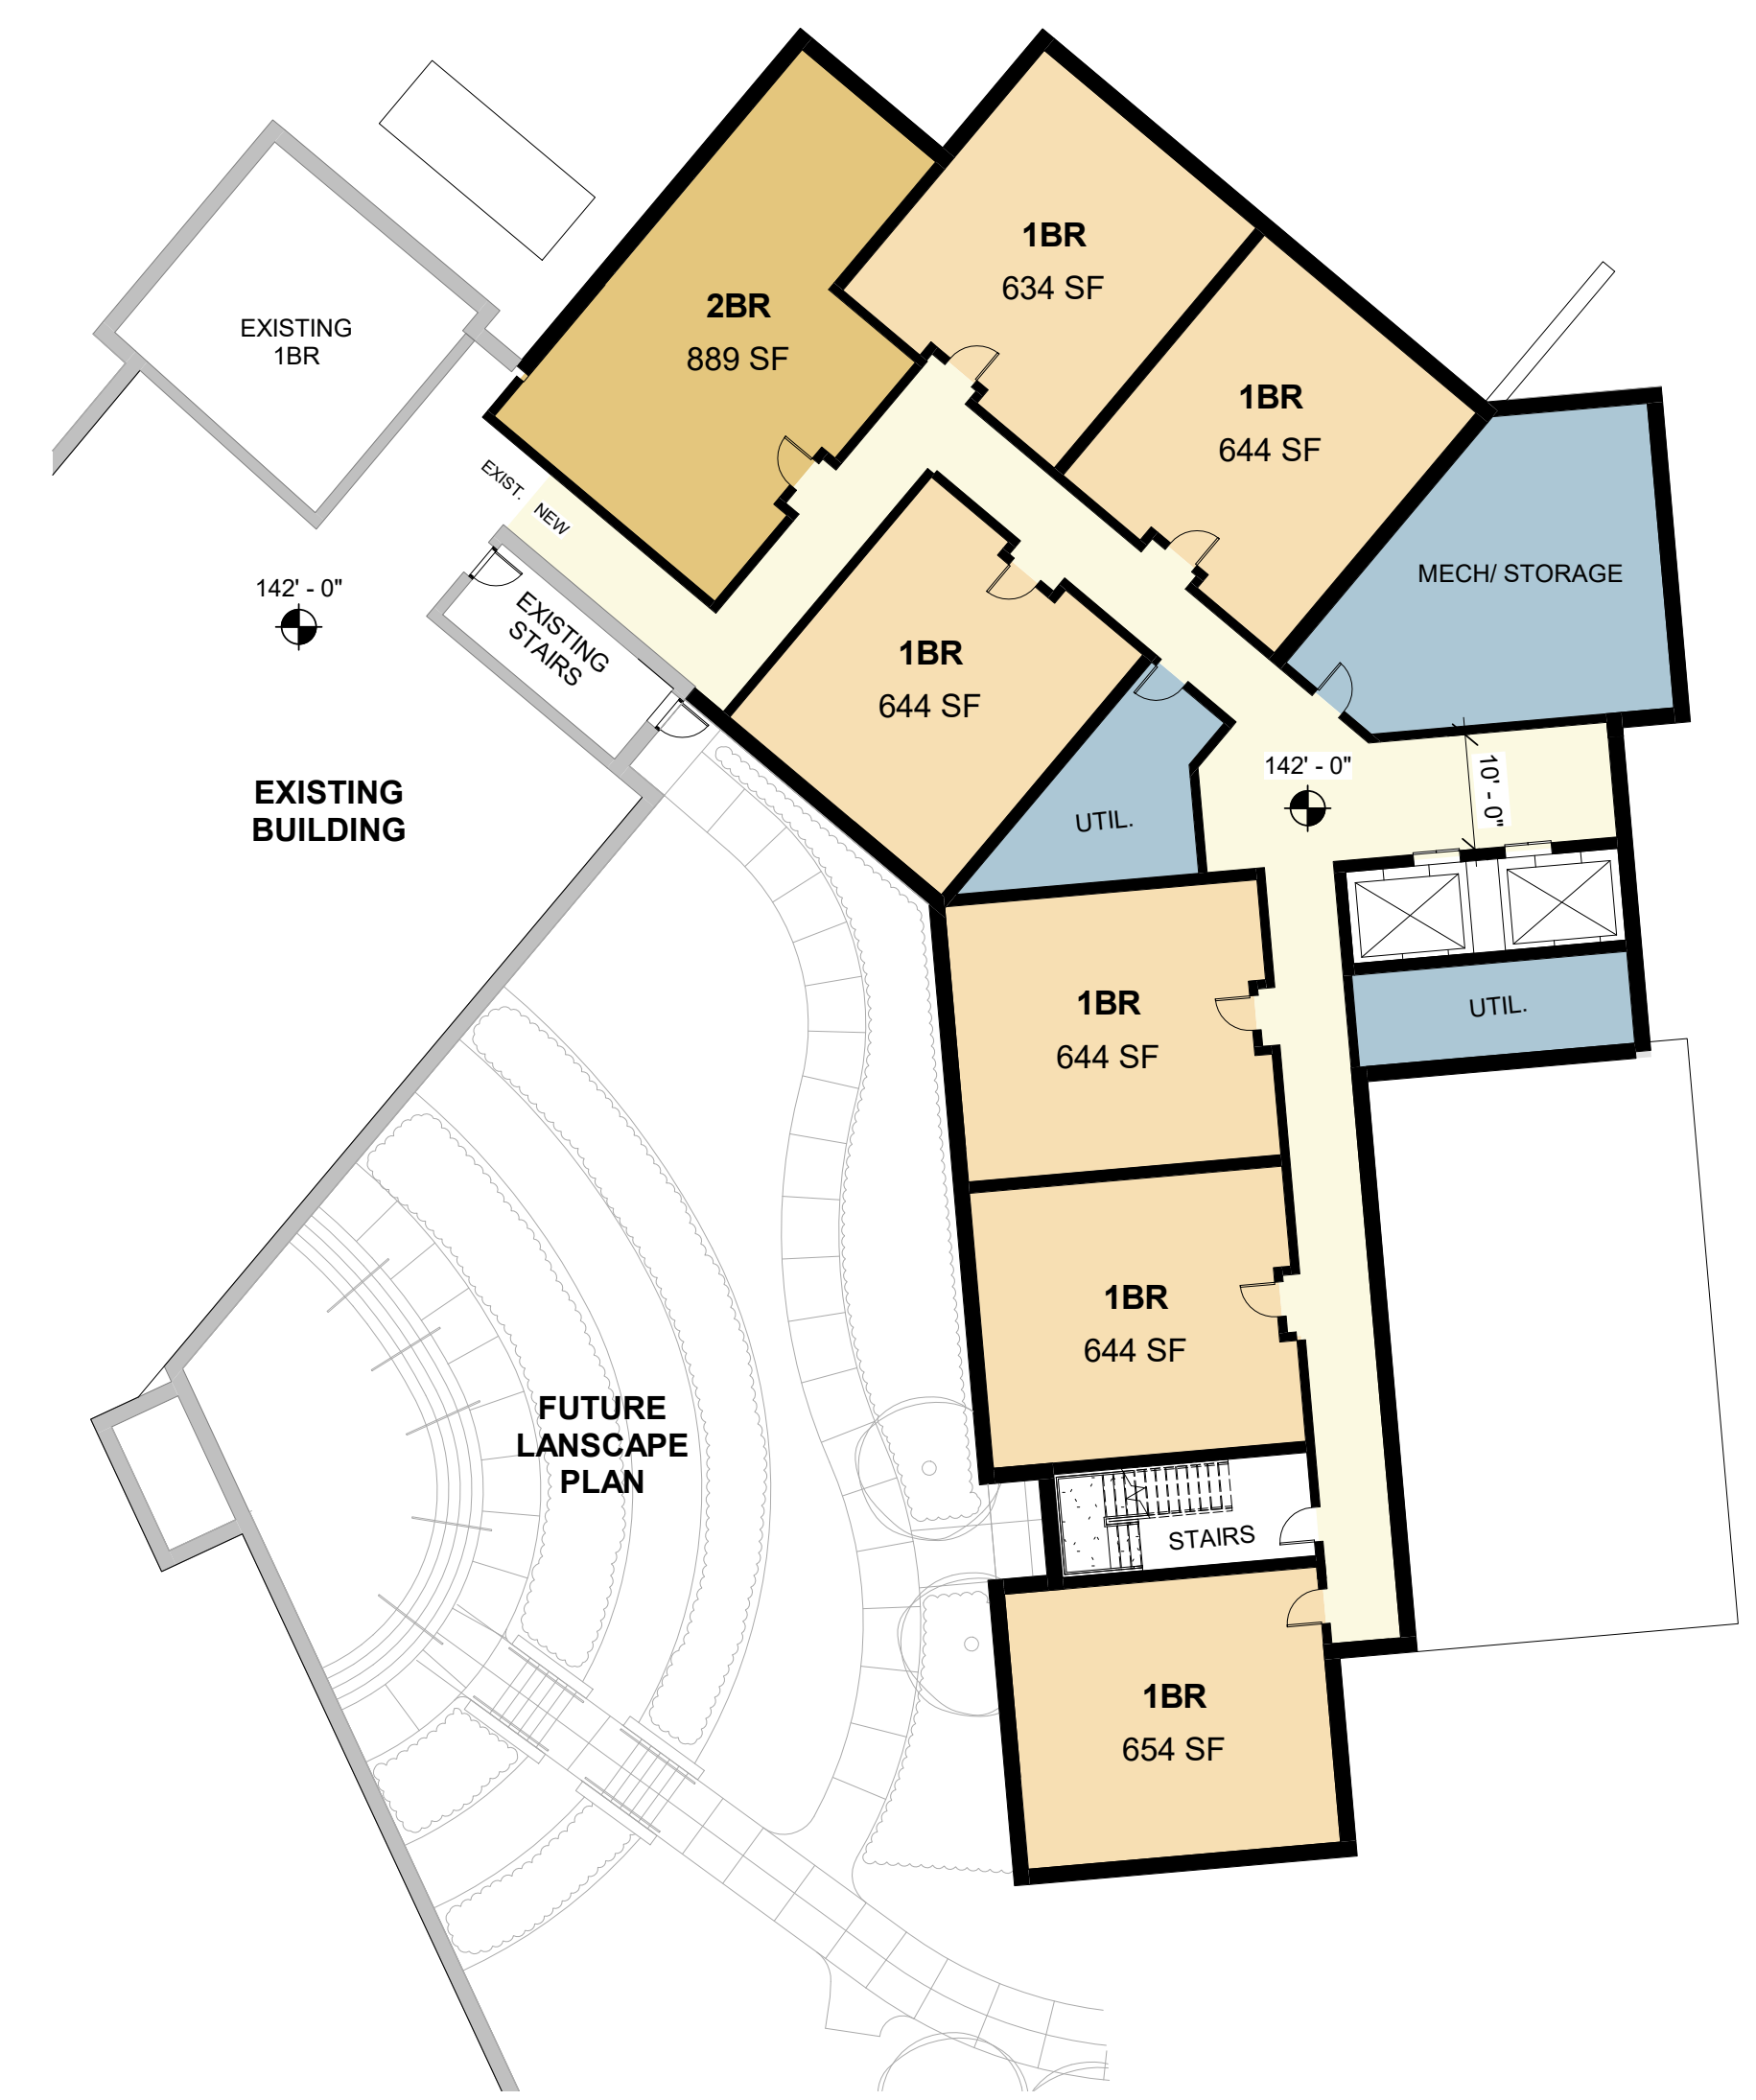 1BR
634 SF
2BR
889 SF
EXISTING
1BR
1BR
644 SF
EXIST.
NEW
MECH/ STORAGE
142' - 0"
EXISTING
STAIRS
1BR
644 SF
142' - 0"
10' - 0"
EXISTING
BUILDING
UTIL.
1BR
644 SF
UTIL.
1BR
644 SF
FUTURE
LANSCAPE
PLAN
STAIRS
1BR
654 SF